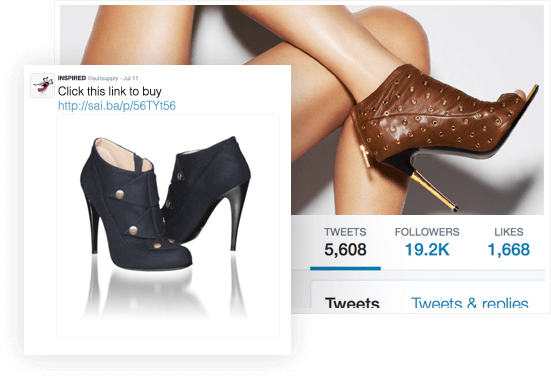 INSPIRED @suitsupply - Jul 11
Click this link to buy
http://sai.ba/p/56TYt56
TWEETS FOLLOWERS LIKES
5,608 19.2K 1,668
Tweets Tweets & replies